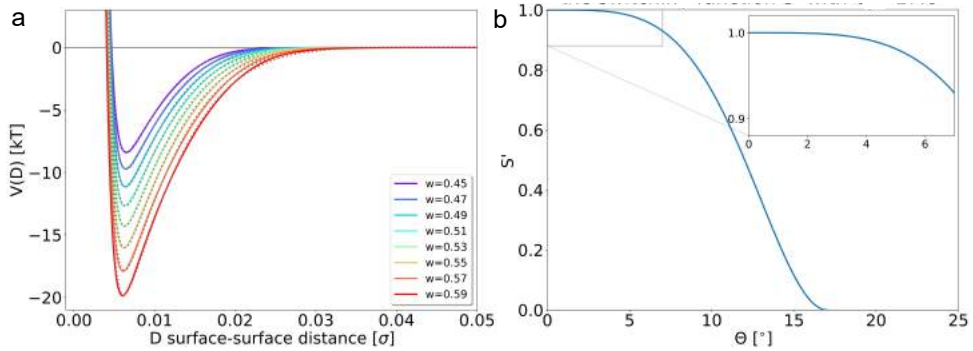 a
V(D) [kT]
0
−5
−10
−15
−20
w=0.45
w=0.47
w=0.49
w=0.51
w=0.53
w=0.55
w=0.57
w=0.59
0.00 0.01 0.02 0.03 0.04 0.05
D surface-surface distance [σ]
b
S'
1.0
0.8
0.6
0.4
0.2
0.0
1.0
0.9
0 2 4 6
0 5 10 15 20 25
Θ [°]